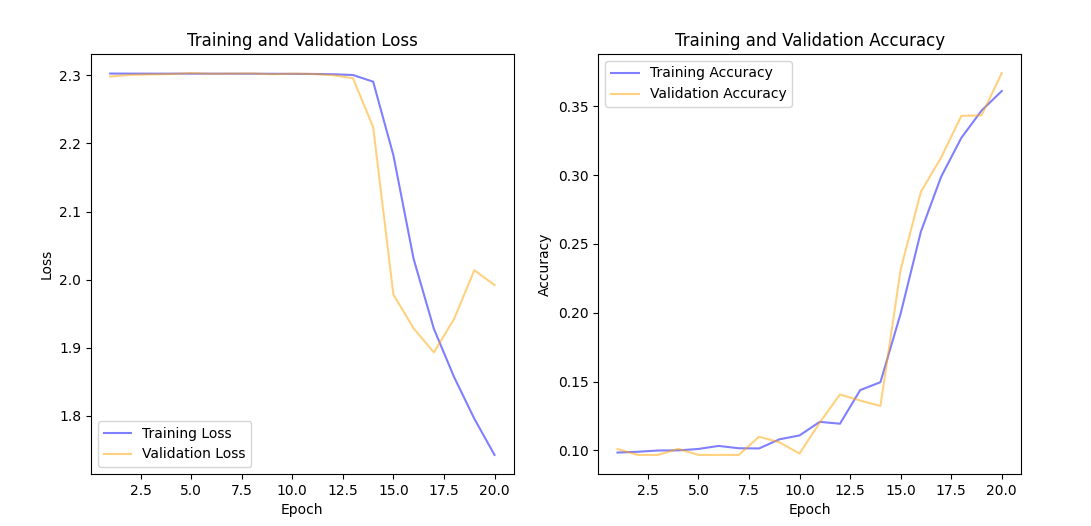 Training and Validation Loss
2.3
2.2
2.1
2.0
1.9
1.8
Loss
Training Loss
Validation Loss
2.5 5.0 7.5 10.0 12.5 15.0 17.5 20.0
Epoch
Training and Validation Accuracy
Training Accuracy
Validation Accuracy
0.35
0.30
0.25
0.20
0.15
0.10
Accuracy
2.5 5.0 7.5 10.0 12.5 15.0 17.5 20.0
Epoch